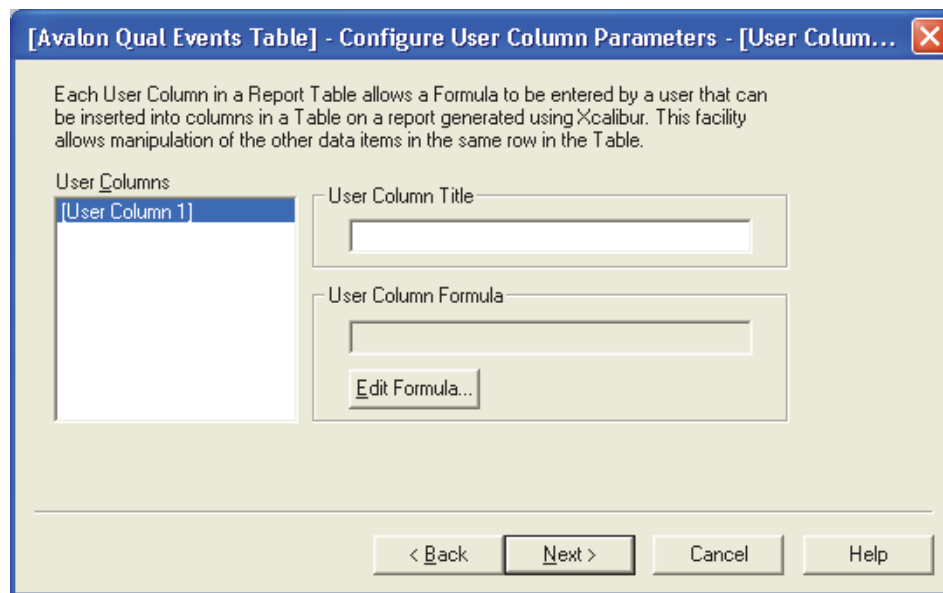 [Avalon Qual Events Table] - Configure User Column Parameters - [User Colum...
Each User Column in a Report Table allows a Formula to be entered by a user that can
be inserted into columns in a Table on a report generated using Xcalibur. This facility
allows manipulation of the other data items in the same row in the Table.
User Columns
[User Column 1]
User Column Title
User Column Formula
Edit Formula...
< Back
Next >
Cancel
Help